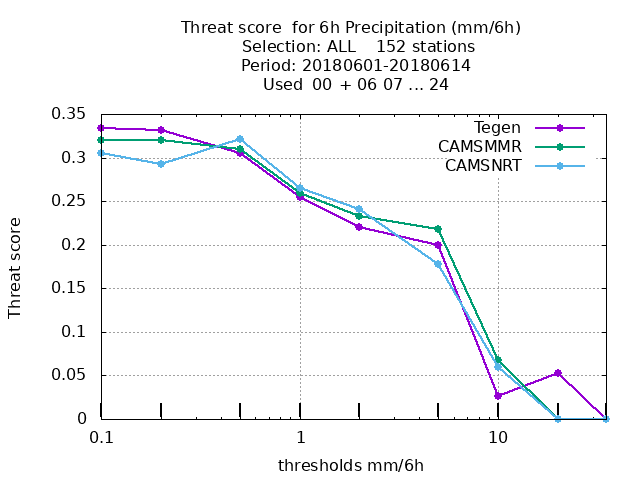 Threat score  for 6h Precipitation (mm/6h)
Selection: ALL    152 stations
Period: 20180601-20180614
Used  00 + 06 07 ... 24
Tegen
CAMSMMR
CAMSNRT
0.35
0.3
0.25
0.2
0.15
0.1
0.05
0
Threat score
0.1 1 10
thresholds mm/6h